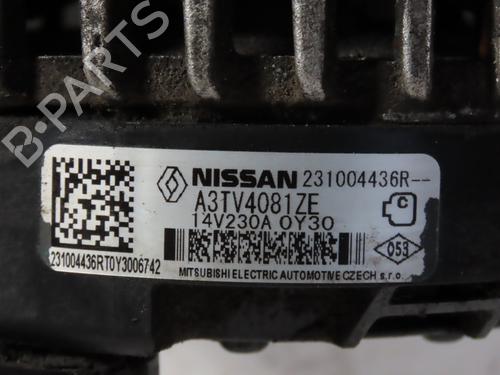 B-PARTS
NISSAN 231004436R--
A3TV4081ZE
14V230A 0Y30
C
053
231004436RT0Y3006742
MITSUBISHI ELECTRIC AUTOMOTIVE CZECH s.r.o.